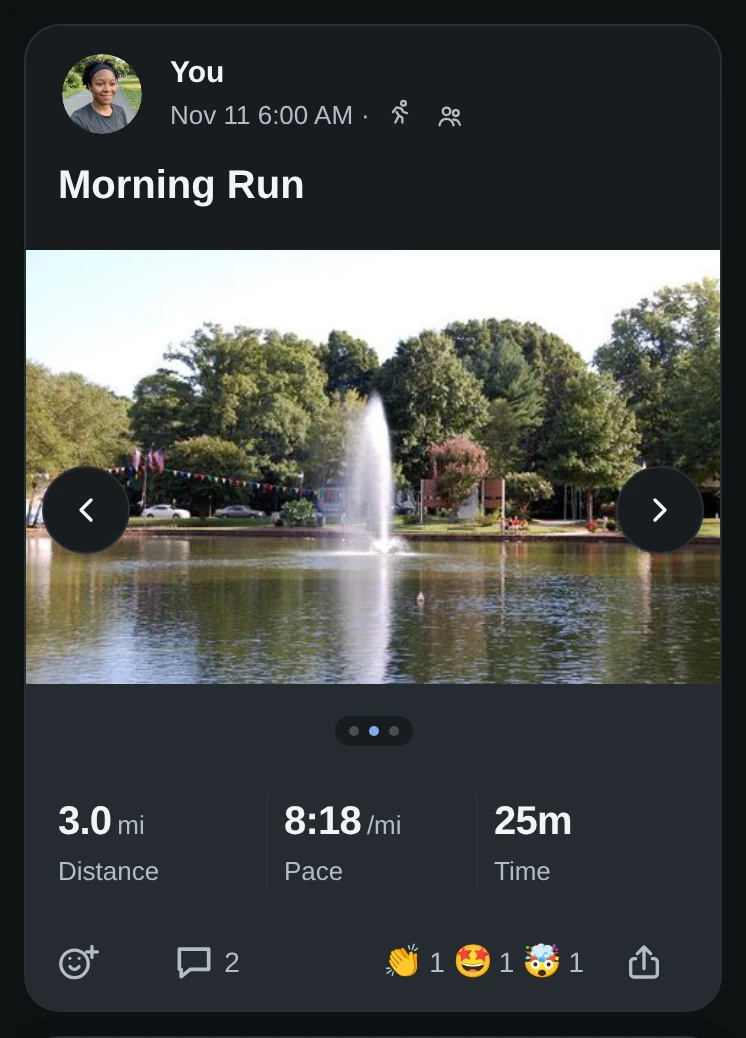 You
Nov 11 6:00 AM ·
Morning Run
3.0 mi
Distance
8:18 /mi
Pace
25m
Time
2
1
1
1